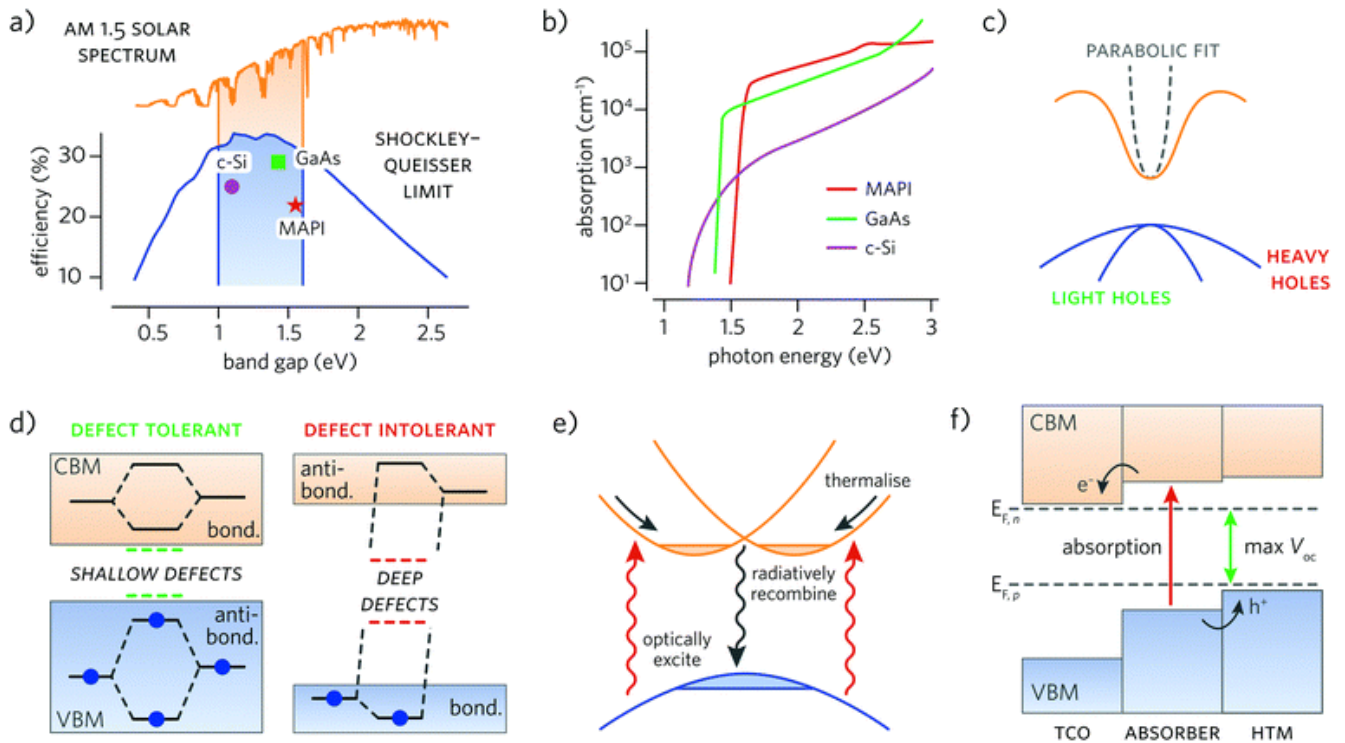 a)
AM 1.5 SOLAR
SPECTRUM
efficiency (%)
30
20
10
c-Si
GaAs
MAPI
SHOCKLEY–
QUEISSER
LIMIT
0.5
1
1.5
2
2.5
band gap (eV)
b)
absorption (cm⁻¹)
10⁵
10⁴
10³
10²
10¹
MAPI
GaAs
c-Si
1
1.5
2
2.5
3
photon energy (eV)
c)
PARABOLIC FIT
HEAVY
HOLES
LIGHT HOLES
d)
DEFECT TOLERANT
CBM
bond.
SHALLOW DEFECTS
anti-
bond.
VBM
DEFECT INTOLERANT
anti-
bond.
DEEP
DEFECTS
bond.
e)
thermalise
radiatively
recombine
optically
excite
f)
CBM
e⁻
E_F,n
absorption
max V_oc
E_F,p
h⁺
VBM
TCO
ABSORBER
HTM